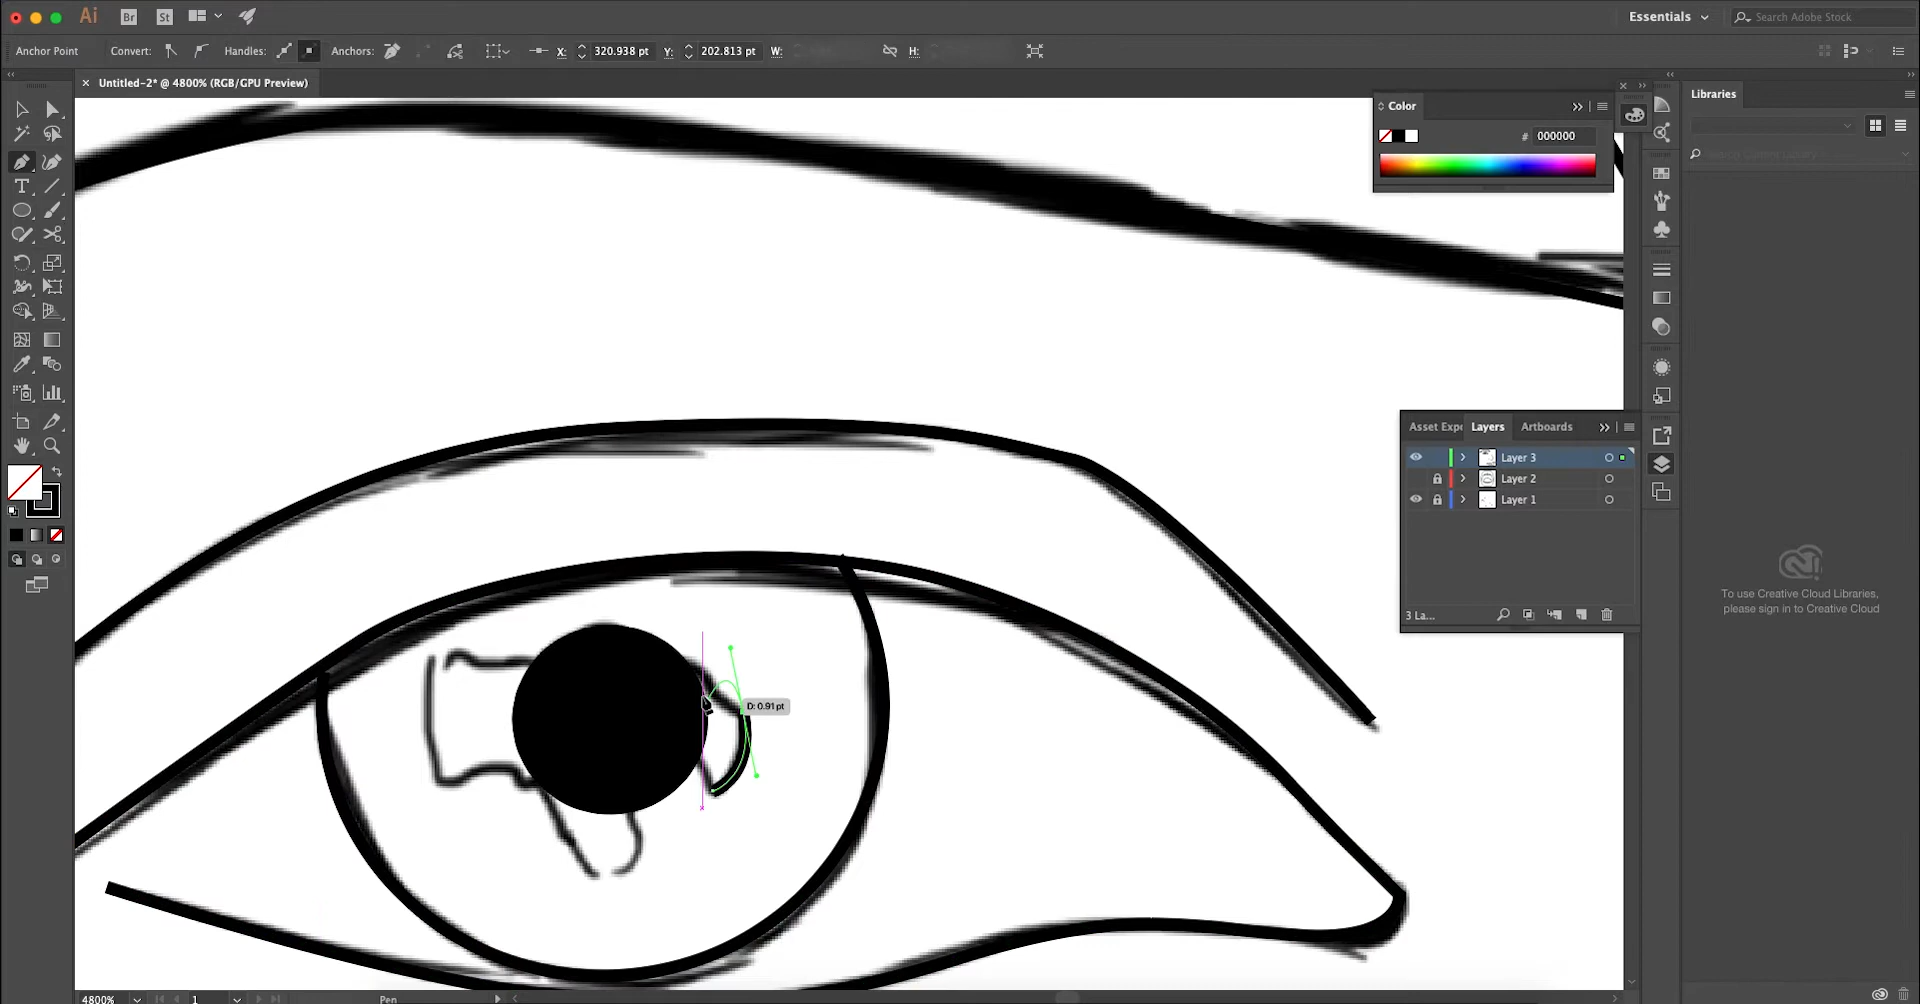 Ai Br St Essentials Search Adobe Stock
Anchor Point Convert: Handles: Anchors: X: 320.938 pt Y: 202.813 pt W: H:
× Untitled-2* @ 4800% (RGB/GPU Preview)
Color
# 000000
Libraries
Asset Expo Layers Artboards
Layer 3
Layer 2
Layer 1
3 La...
To use Creative Cloud Libraries,
please sign in to Creative Cloud
D: 0.91 pt
4800% 1 Pen